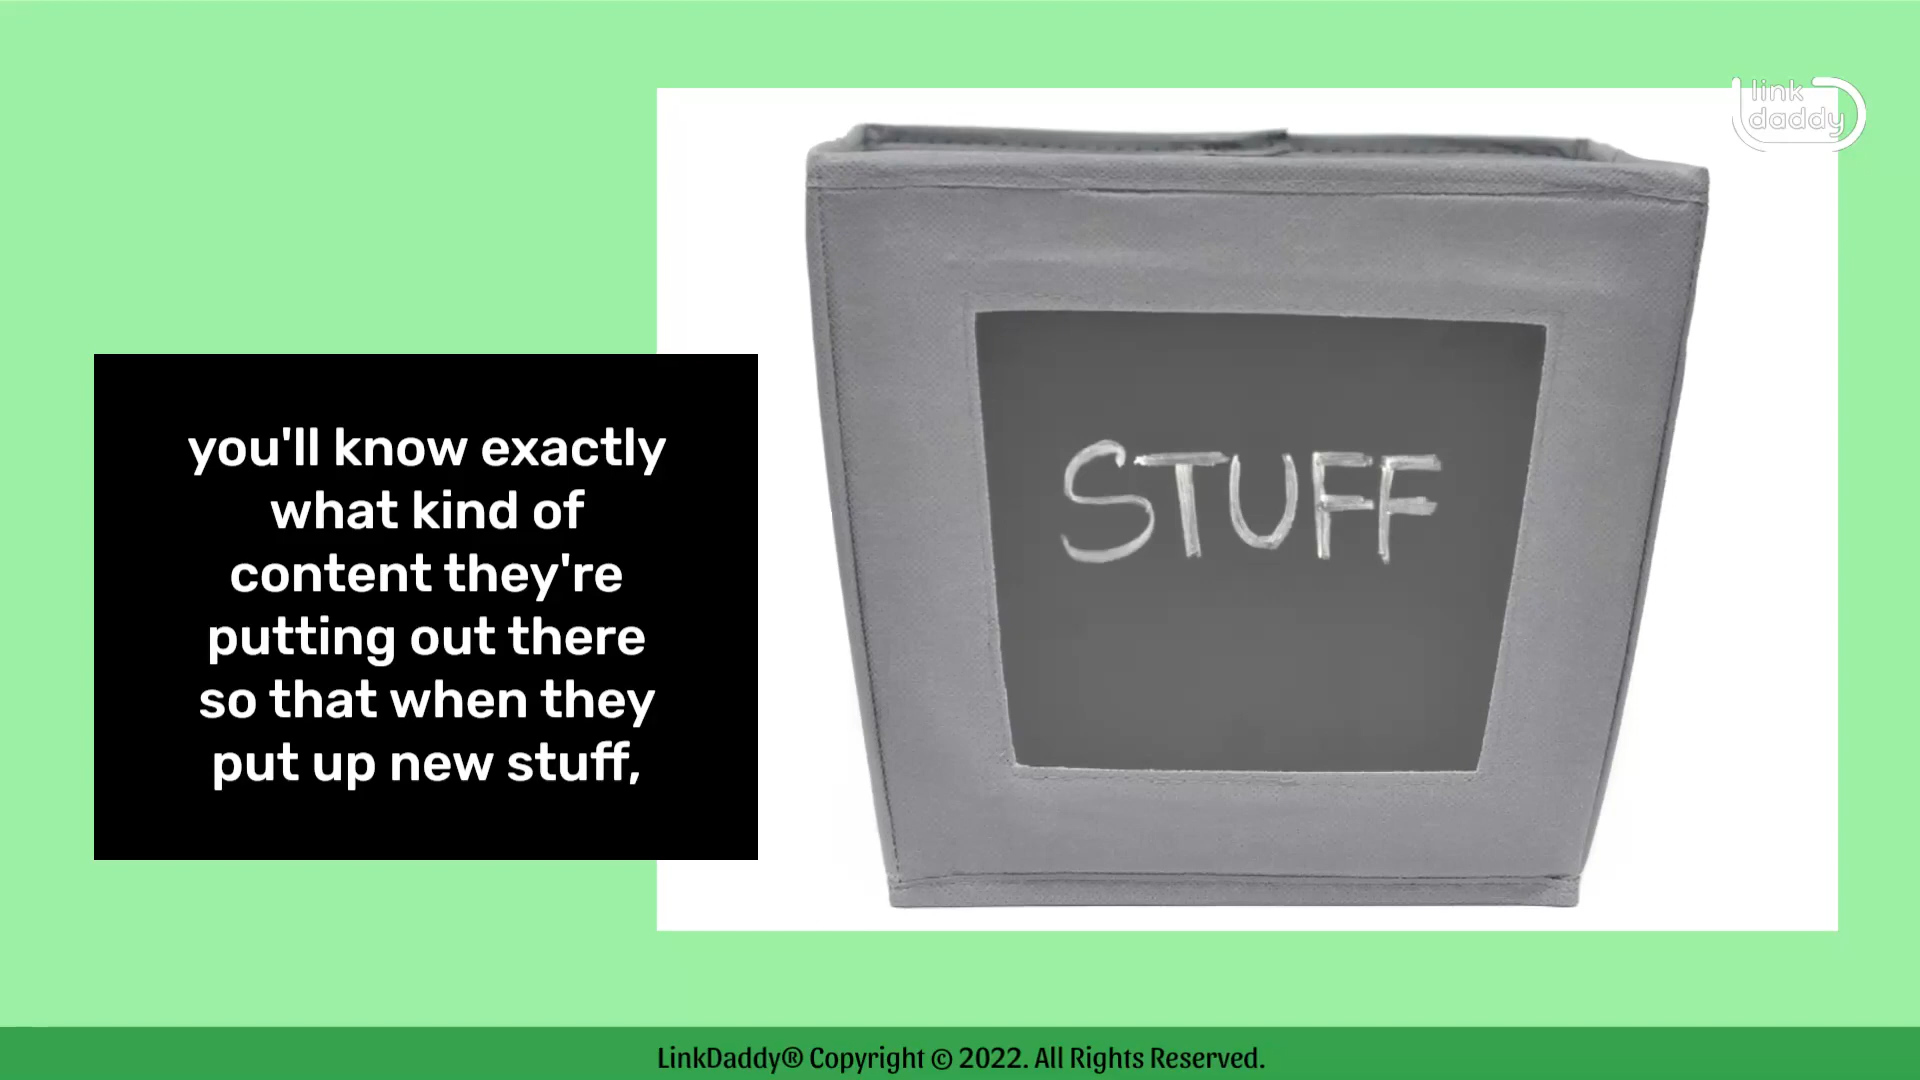 link
daddy
you'll know exactly
what kind of
content they're
putting out there
so that when they
put up new stuff,
STUFF
LinkDaddy® Copyright © 2022. All Rights Reserved.